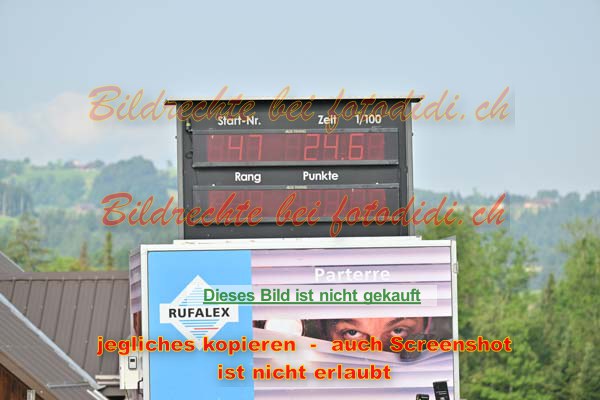 Bildrechte bei fotodidi.ch
Start-Nr. Zeit 1/100
47 24.6
Rang Punkte
Bildrechte bei fotodidi.ch
Parterre
Dieses Bild ist nicht gekauft
RUFALEX
jegliches kopieren - auch Screenshot
ist nicht erlaubt